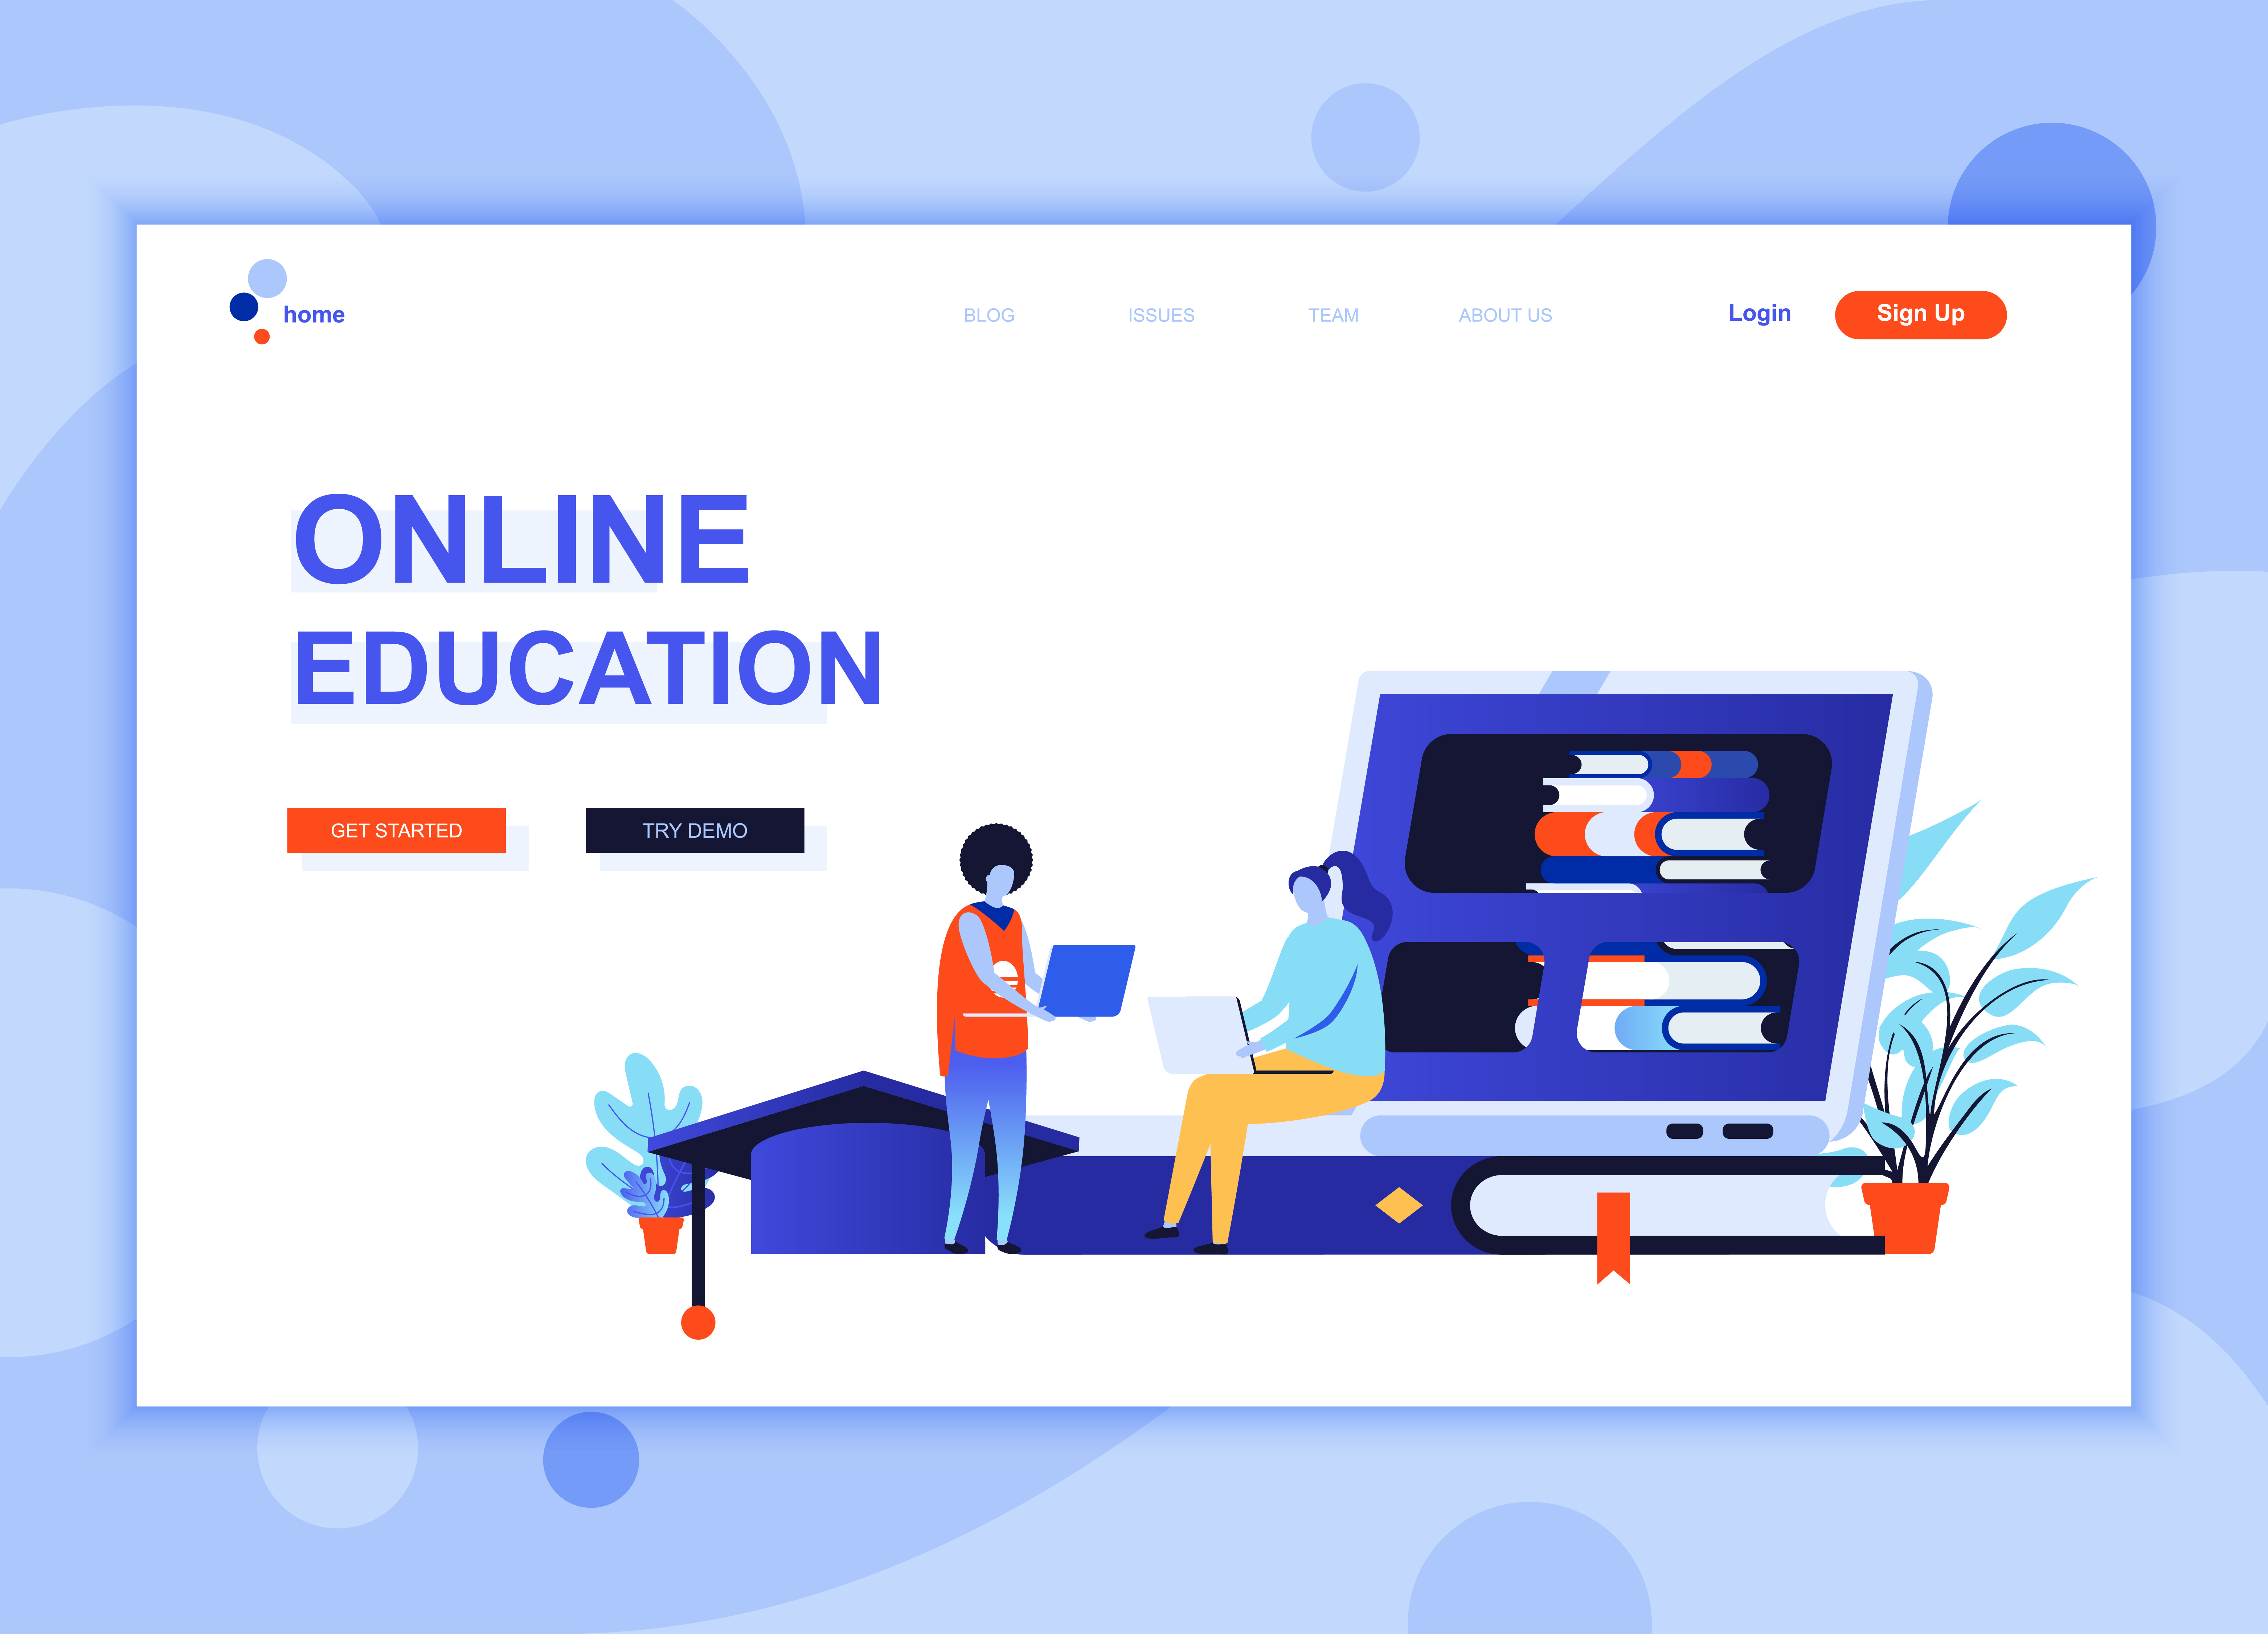 home
BLOG ISSUES TEAM ABOUT US Login Sign Up
ONLINE
EDUCATION
GET STARTED TRY DEMO